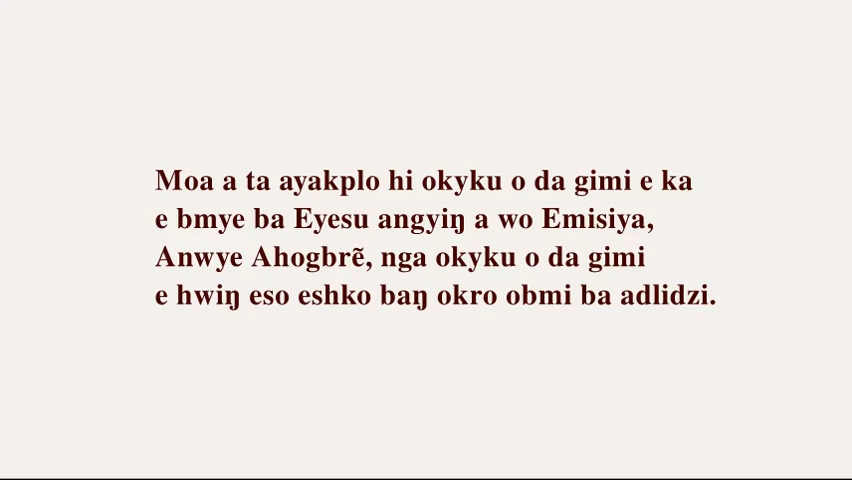 Moa a ta ayakplo hi okyku o da gimi e ka
e bmye ba Eyesu angyiŋ a wo Emisiya,
Anwye Ahogbrẽ, nga okyku o da gimi
e hwiŋ eso eshko baŋ okro obmi ba adlidzi.